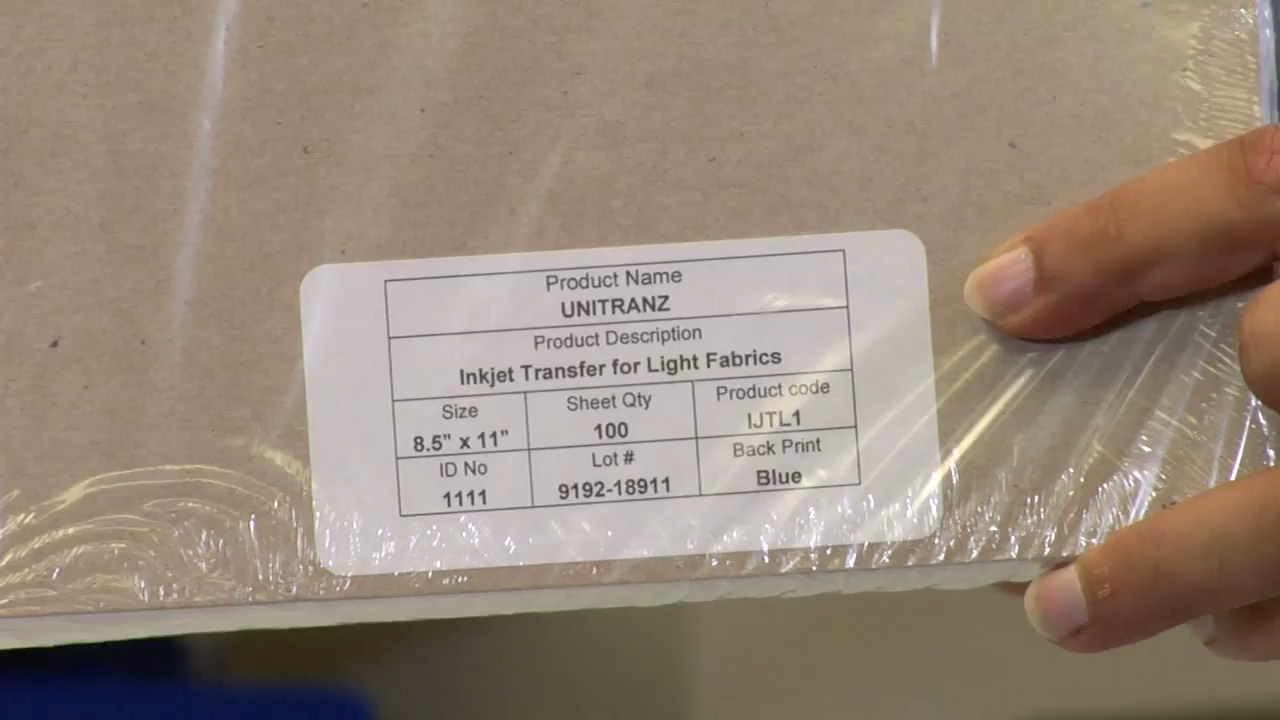 Product Name
UNITRANZ
Product Description
Inkjet Transfer for Light Fabrics
Size
8.5" x 11"
Sheet Qty
100
Product code
IJTL1
ID No
1111
Lot #
9192-18911
Back Print
Blue